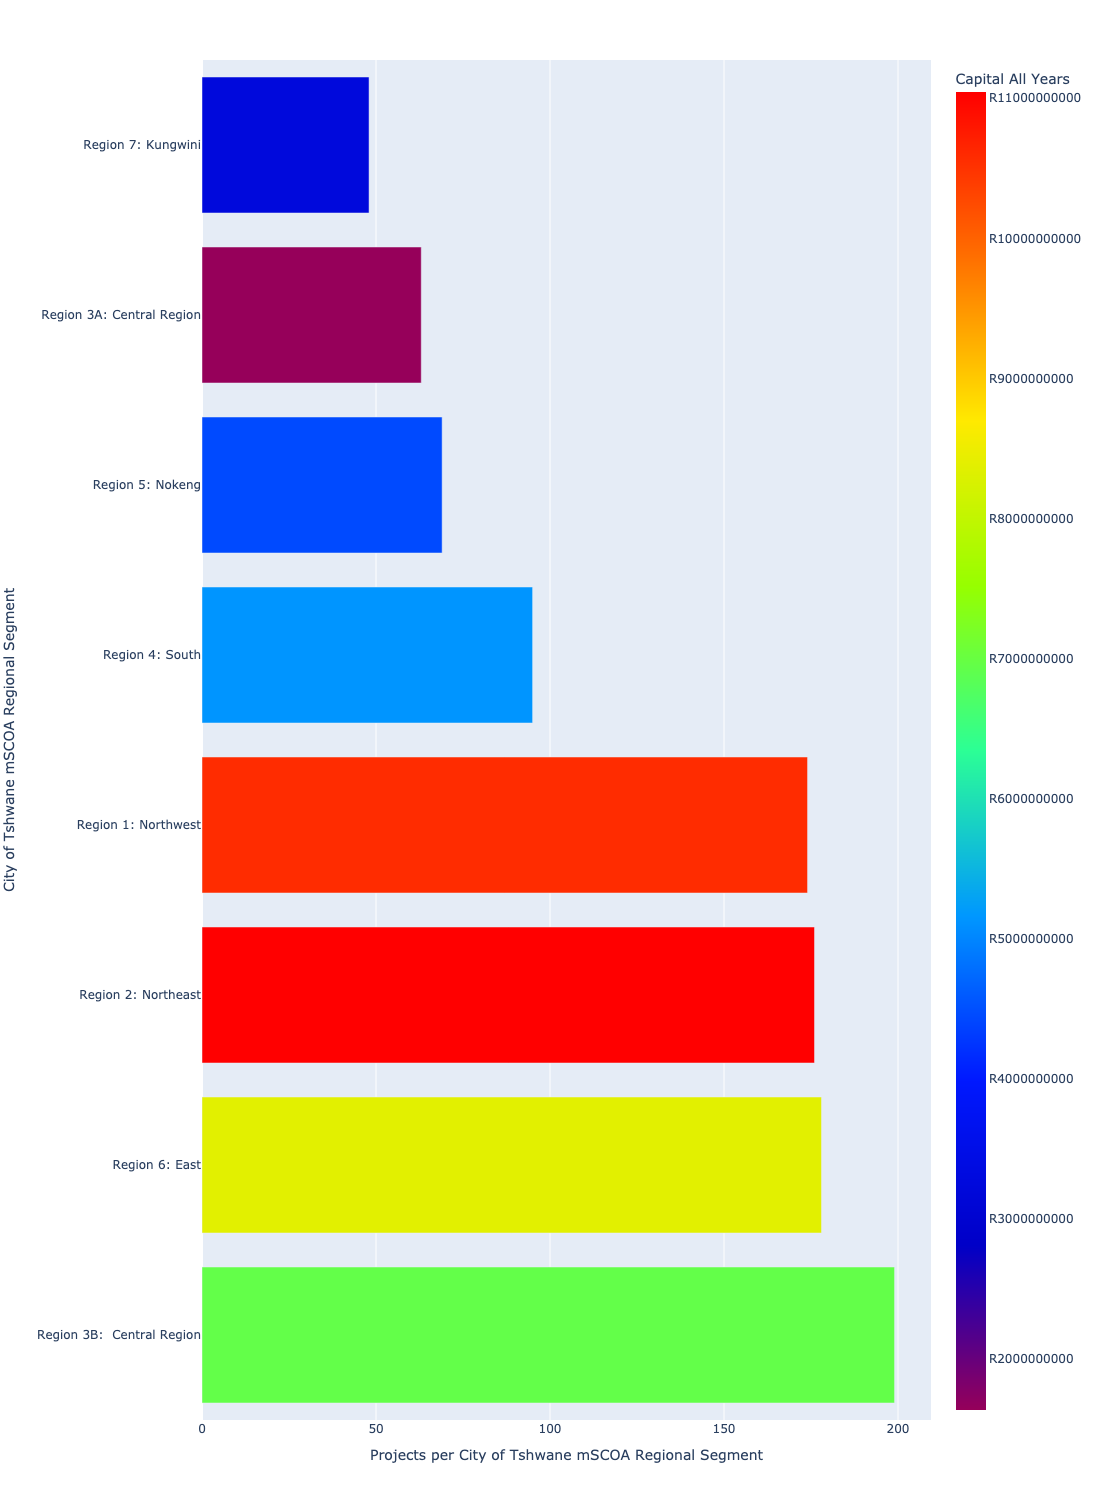 Capital All Years
R11000000000
R10000000000
R9000000000
R8000000000
R7000000000
R6000000000
R5000000000
R4000000000
R3000000000
R2000000000
City of Tshwane mSCOA Regional Segment
Region 7: Kungwini
Region 3A: Central Region
Region 5: Nokeng
Region 4: South
Region 1: Northwest
Region 2: Northeast
Region 6: East
Region 3B:  Central Region
0 50 100 150 200
Projects per City of Tshwane mSCOA Regional Segment